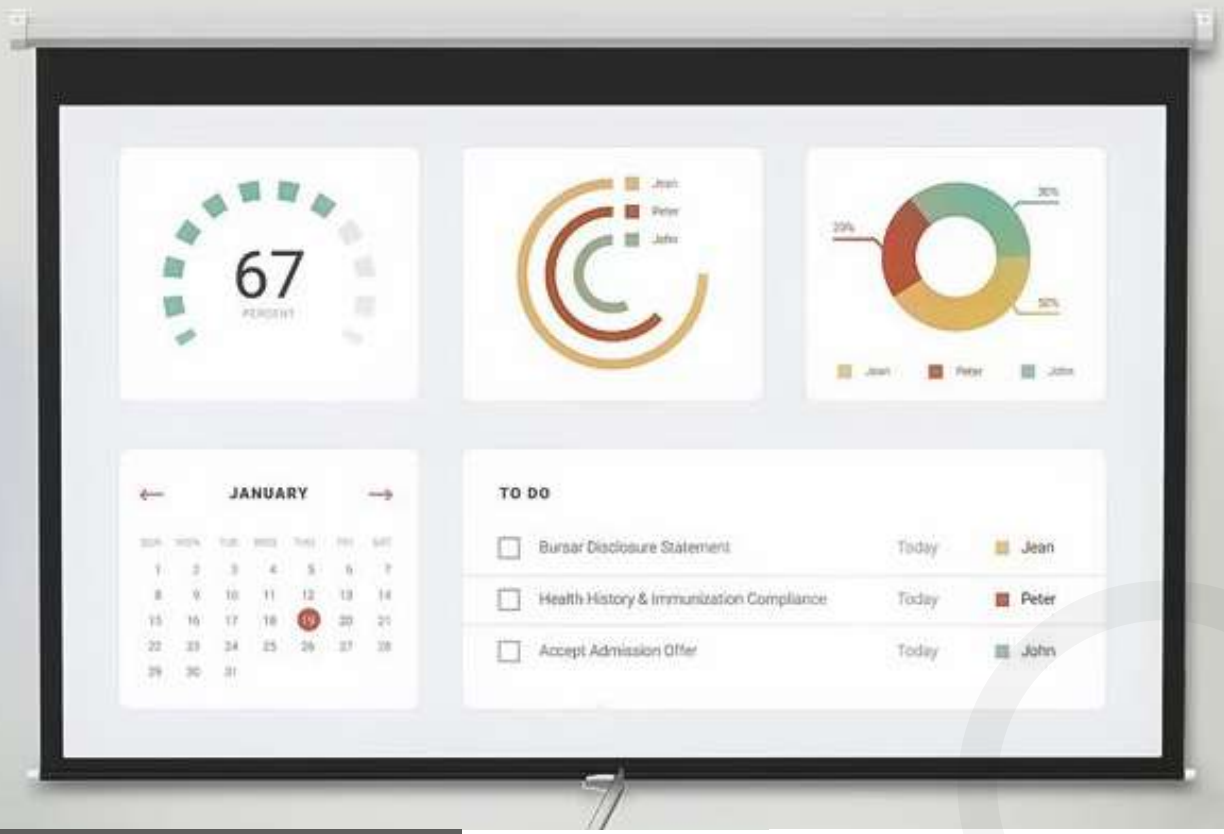 67
PERCENT
Jean
Peter
John
30%
20%
50%
Jean Peter John
← JANUARY →
SUN MON TUE WED THU FRI SAT
1 2 3 4 5 6 7
8 9 10 11 12 13 14
15 16 17 18 19 20 21
22 23 24 25 26 27 28
29 30 31
TO DO
Bursar Disclosure Statement Today Jean
Health History & Immunization Compliance Today Peter
Accept Admission Offer Today John